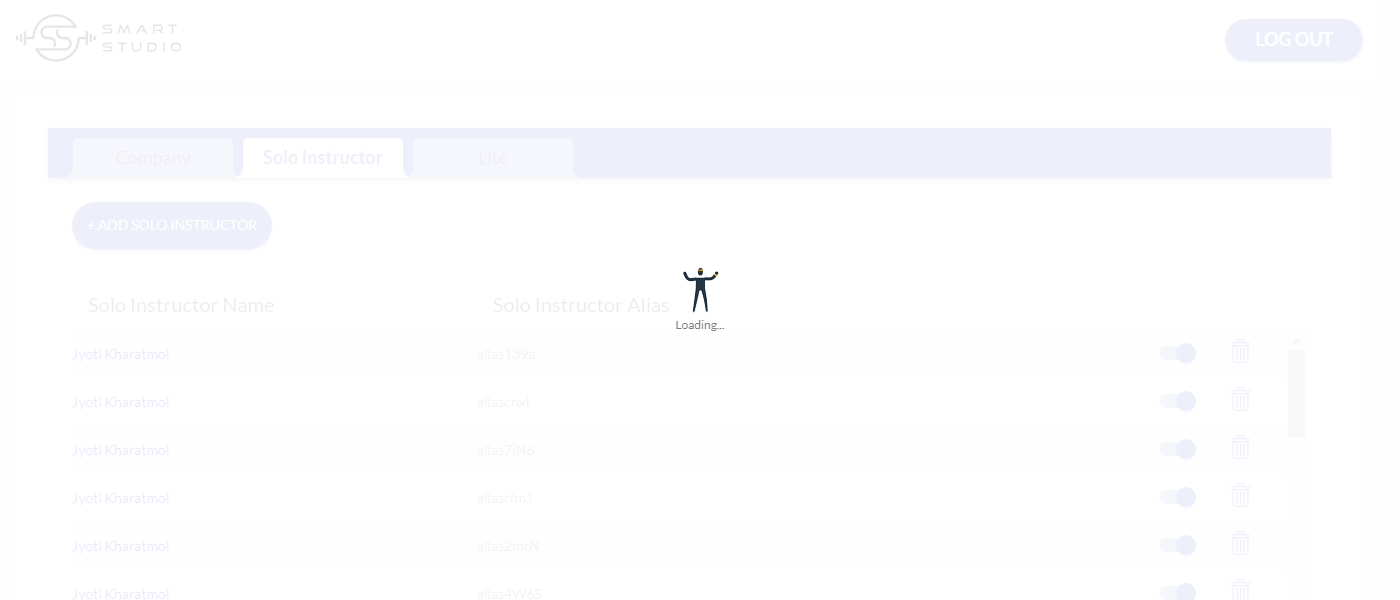 SMART
STUDIO
LOG OUT
Company Solo Instructor Lite
+ ADD SOLO INSTRUCTOR
Solo Instructor Name Solo Instructor Alias
Loading...
Jyoti Kharatmol alias139a
Jyoti Kharatmol aliascnxl
Jyoti Kharatmol alias7jN6
Jyoti Kharatmol aliasrfmJ
Jyoti Kharatmol alias2mtN
Jyoti Kharatmol alias4W6S